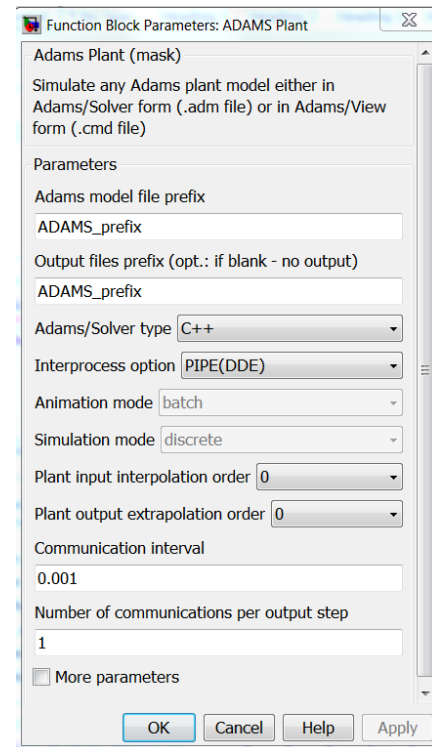 Function Block Parameters: ADAMS Plant
Adams Plant (mask)
Simulate any Adams plant model either in
Adams/Solver form (.adm file) or in Adams/View
form (.cmd file)
Parameters
Adams model file prefix
ADAMS_prefix
Output files prefix (opt.: if blank - no output)
ADAMS_prefix
Adams/Solver type C++
Interprocess option PIPE(DDE)
Animation mode batch
Simulation mode discrete
Plant input interpolation order 0
Plant output extrapolation order 0
Communication interval
0.001
Number of communications per output step
1
More parameters
OK Cancel Help Apply